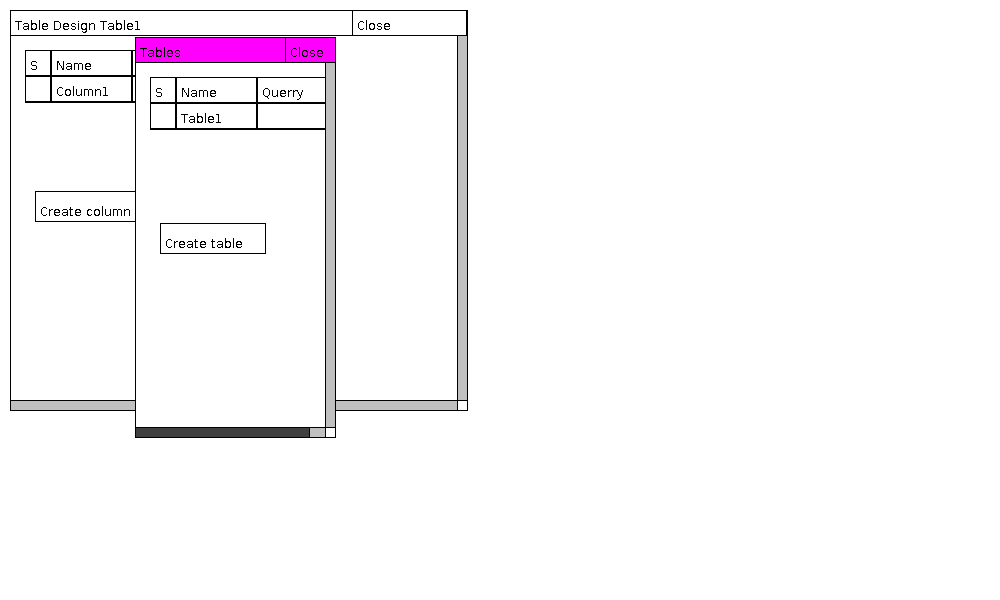 Table Design Table1 Close
Tables Close
S Name
Column1
S Name Querry
Table1
Create column
Create table